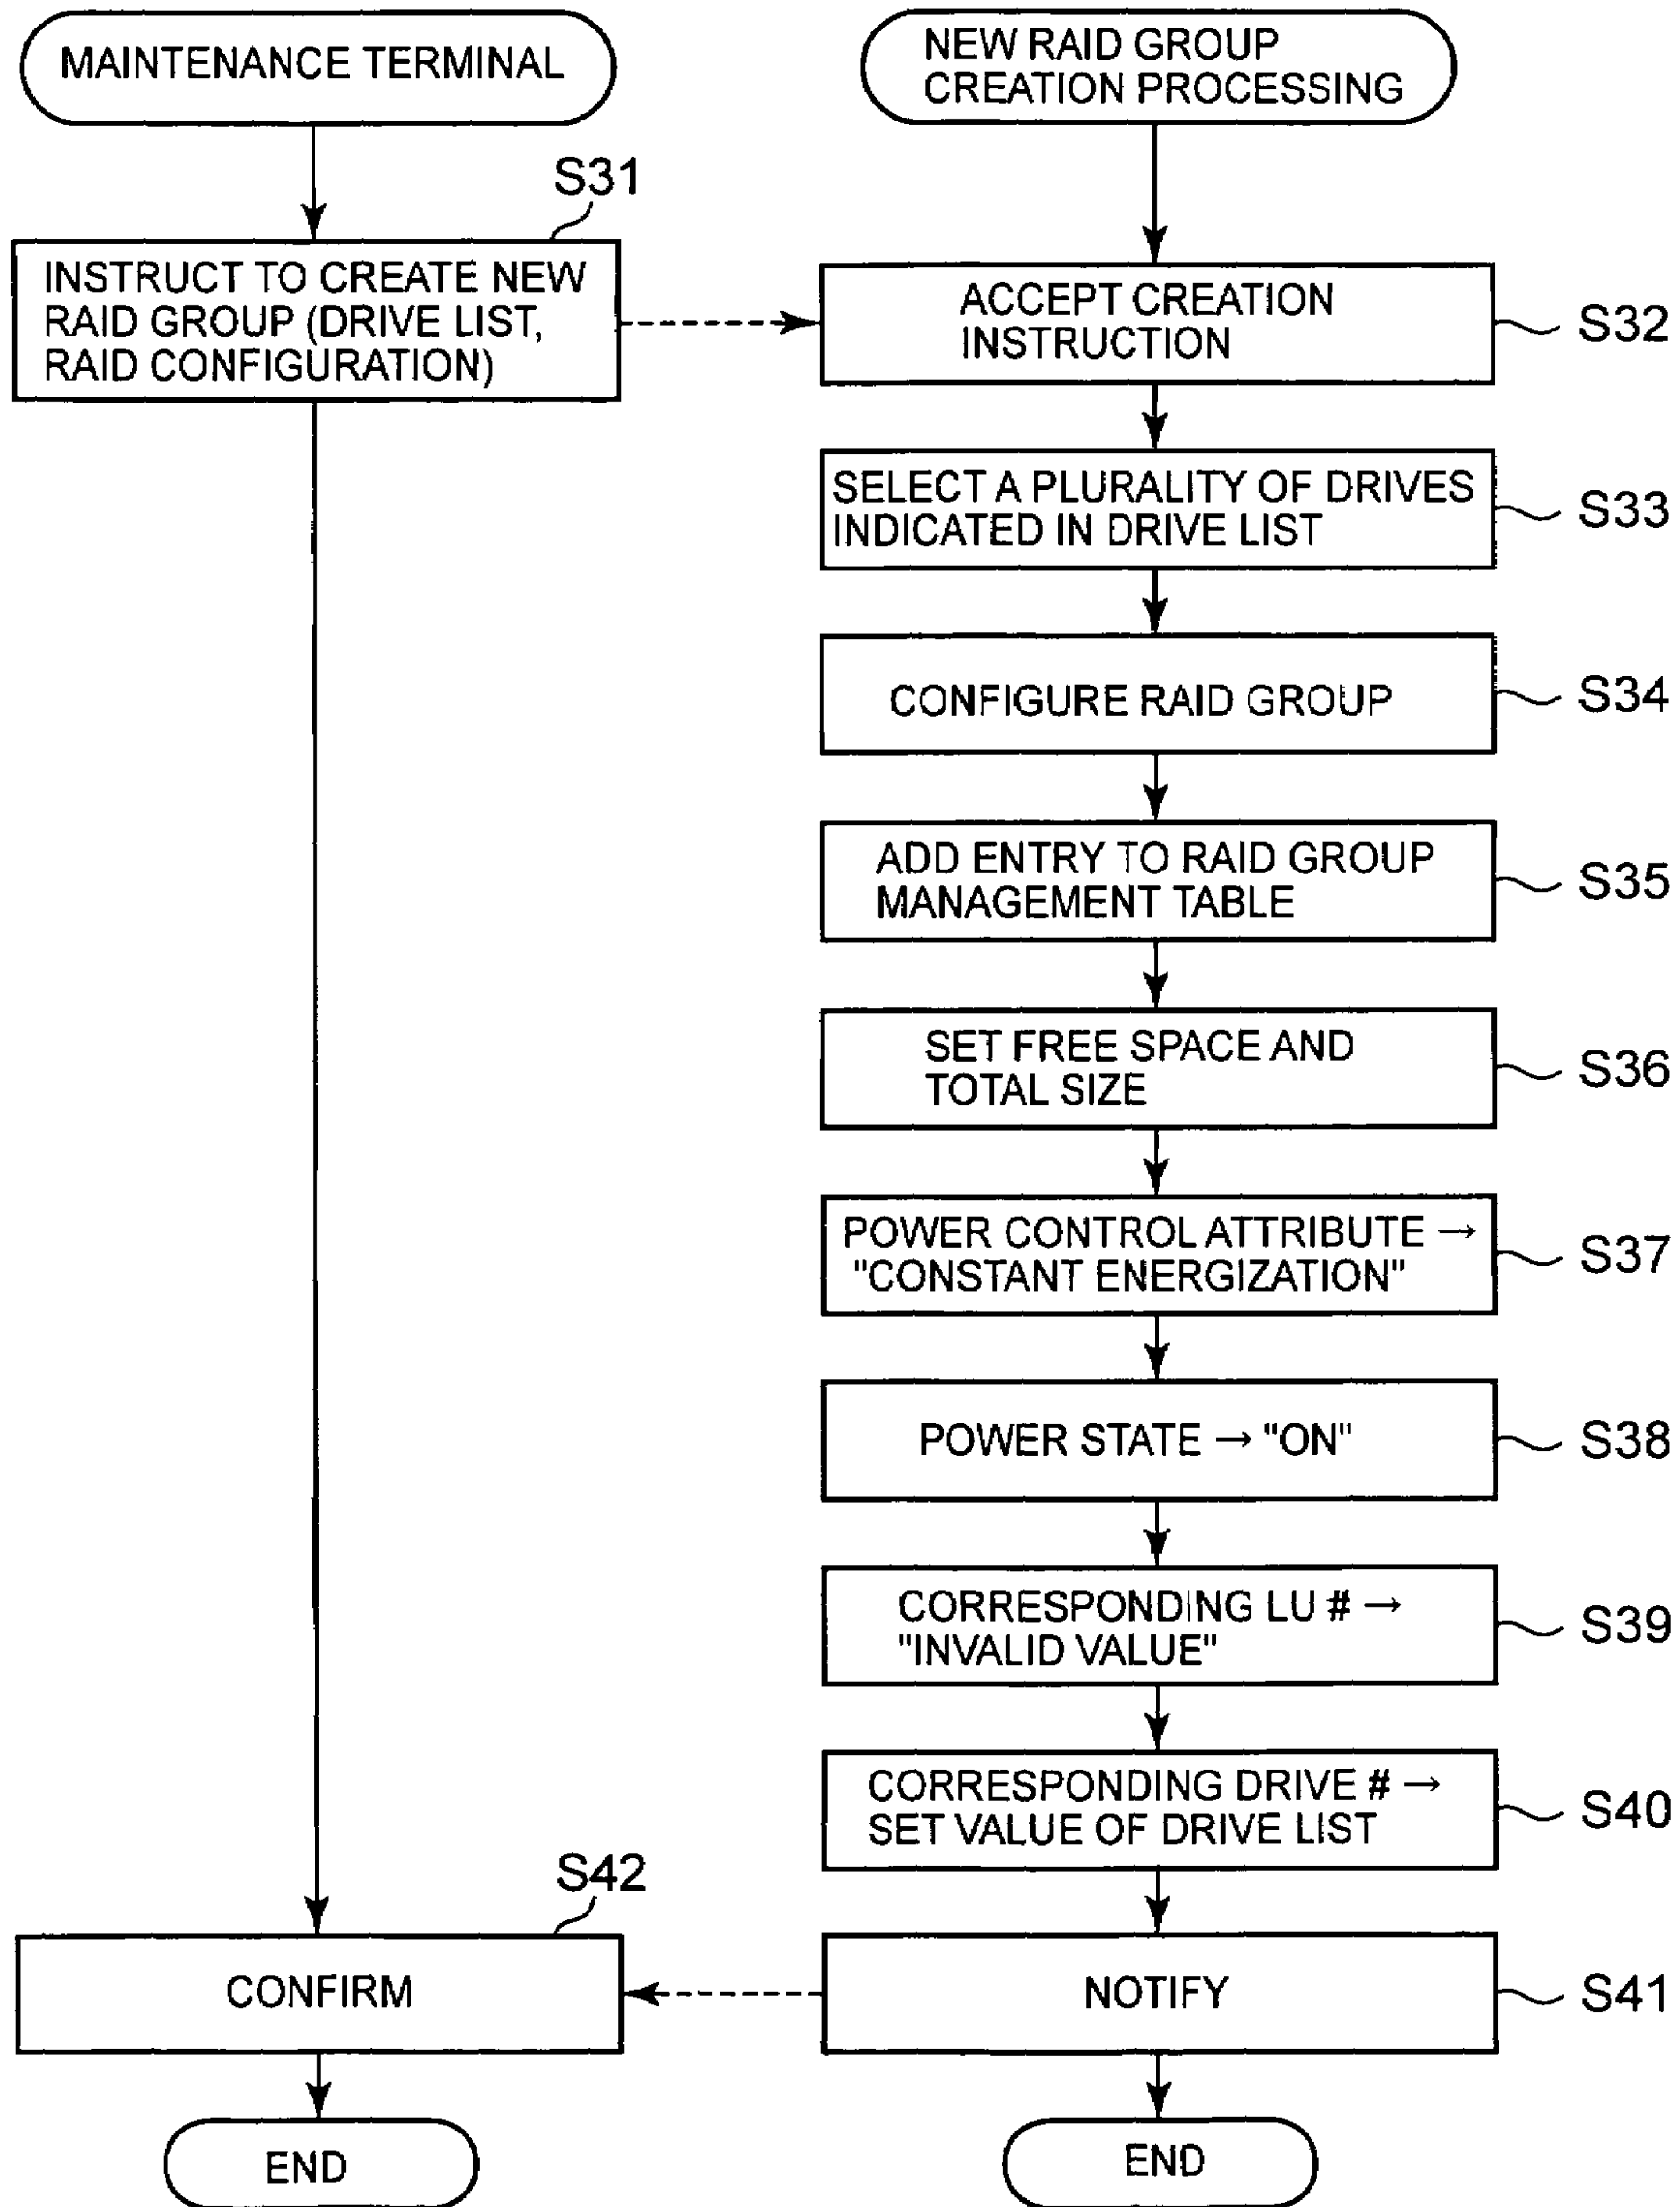 MAINTENANCE TERMINAL
NEW RAID GROUP
CREATION PROCESSING
S31
INSTRUCT TO CREATE NEW
RAID GROUP (DRIVE LIST,
RAID CONFIGURATION)
ACCEPT CREATION
INSTRUCTION
S32
SELECT A PLURALITY OF DRIVES
INDICATED IN DRIVE LIST
S33
CONFIGURE RAID GROUP
S34
ADD ENTRY TO RAID GROUP
MANAGEMENT TABLE
S35
SET FREE SPACE AND
TOTAL SIZE
S36
POWER CONTROL ATTRIBUTE →
"CONSTANT ENERGIZATION"
S37
POWER STATE → "ON"
S38
CORRESPONDING LU # →
"INVALID VALUE"
S39
CORRESPONDING DRIVE # →
SET VALUE OF DRIVE LIST
S40
S42
CONFIRM
NOTIFY
S41
END
END